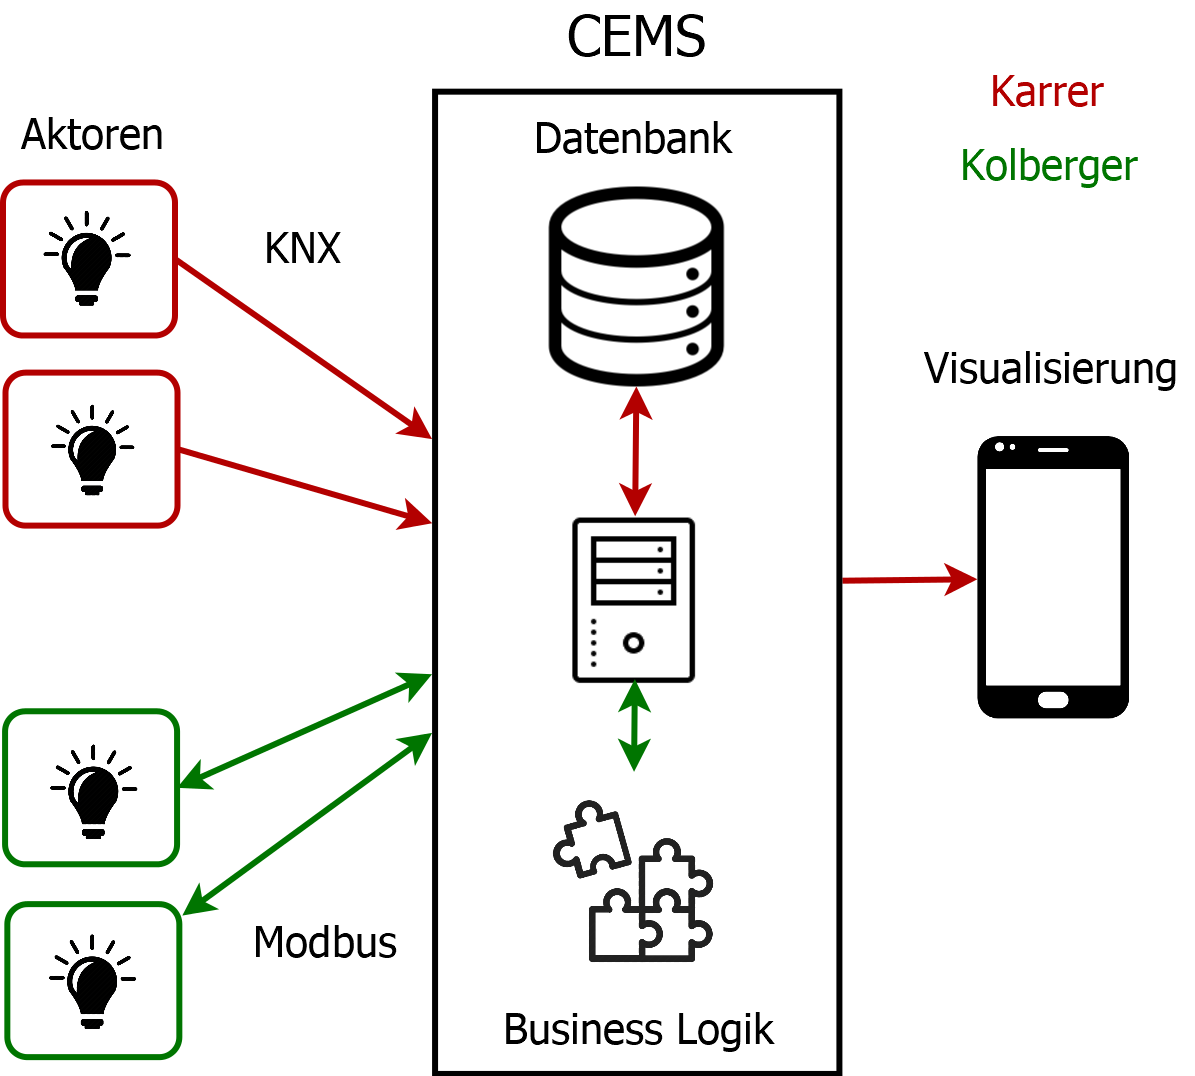 CEMS
Karrer
Aktoren
Datenbank
Kolberger
KNX
Visualisierung
Modbus
Business Logik